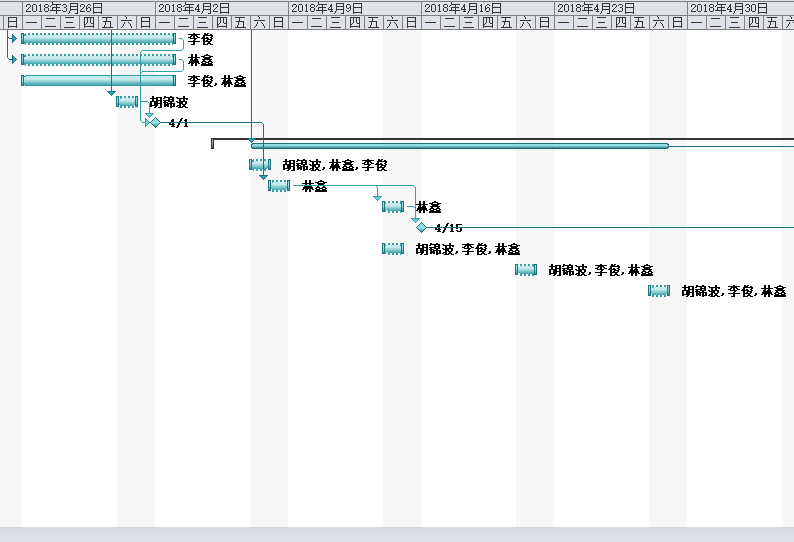 2018年3月26日 2018年4月2日 2018年4月9日 2018年4月16日 2018年4月23日 2018年4月30日
日 一 二 三 四 五 六 日 一 二 三 四 五 六 日 一 二 三 四 五 六 日 一 二 三 四 五 六 日 一 二 三 四 五 六 日 一 二 三 四 五 六
李俊
林鑫
李俊, 林鑫
胡锦波
4/1
胡锦波, 林鑫, 李俊
林鑫
林鑫
4/15
胡锦波, 李俊, 林鑫
胡锦波, 李俊, 林鑫
胡锦波, 李俊, 林鑫